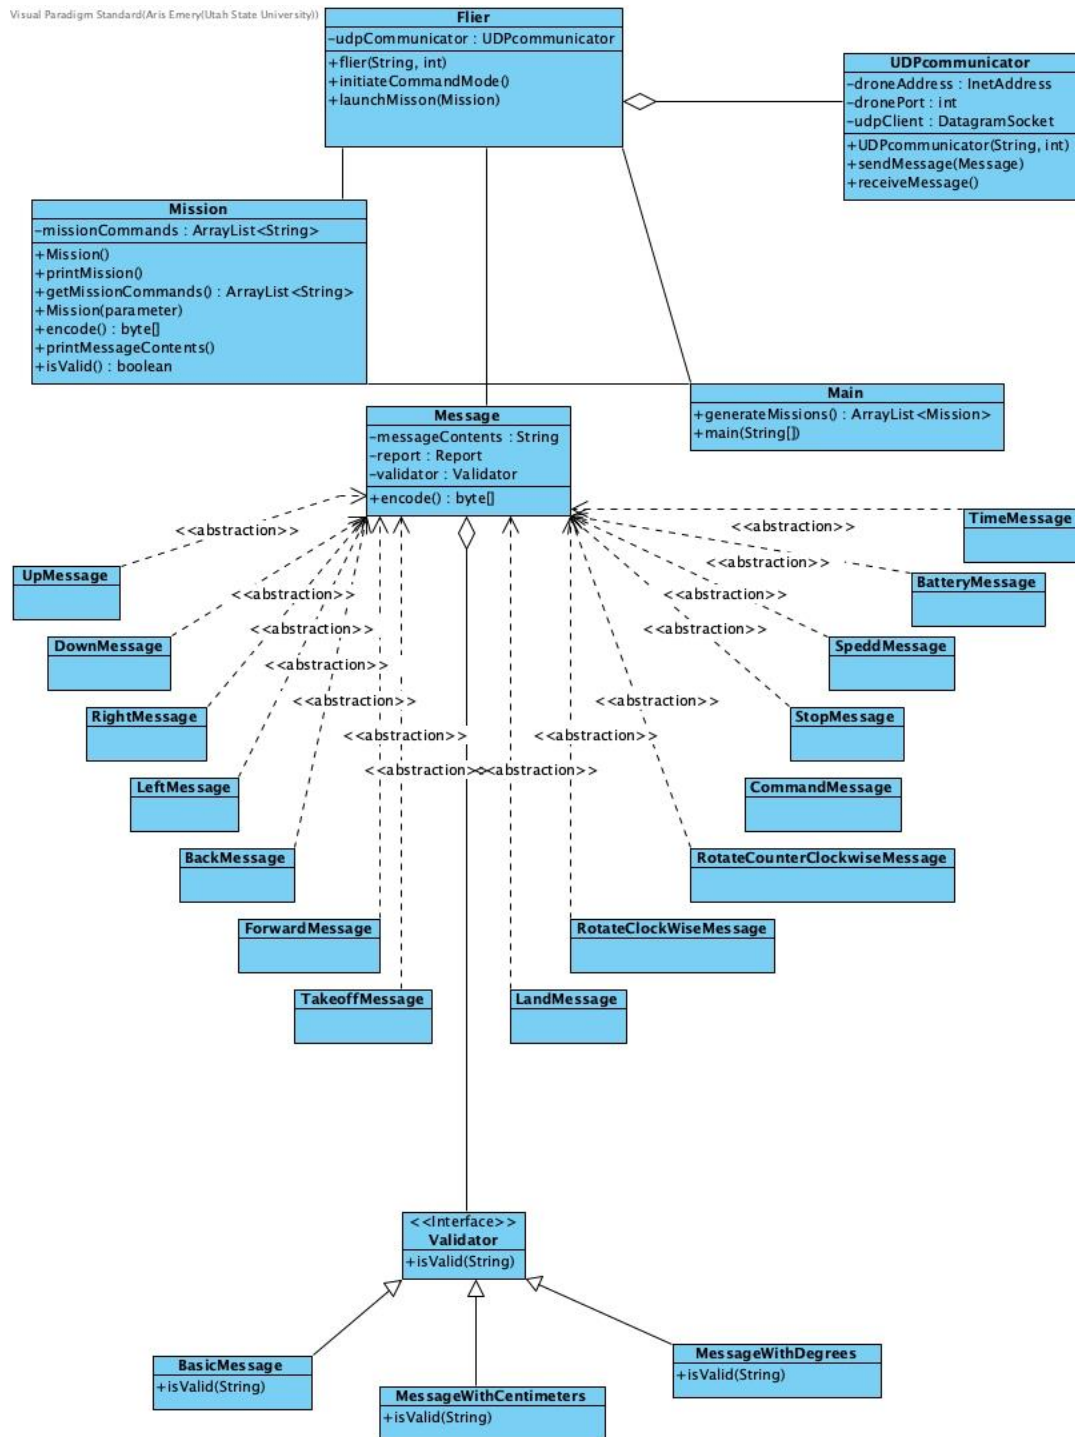 Visual Paradigm Standard(Aris Emery(Utah State University))
Flier
-udpCommunicator : UDPcommunicator
+flier(String, int)
+initiateCommandMode()
+launchMisson(Mission)
UDPcommunicator
-droneAddress : InetAddress
-dronePort : int
-udpClient : DatagramSocket
+UDPcommunicator(String, int)
+sendMessage(Message)
+receiveMessage()
Mission
-missionCommands : ArrayList<String>
+Mission()
+printMission()
+getMissionCommands() : ArrayList<String>
+Mission(parameter)
+encode() : byte[]
+printMessageContents()
+isValid() : boolean
Main
+generateMissions() : ArrayList<Mission>
+main(String[])
Message
-messageContents : String
-report : Report
-validator : Validator
+encode() : byte[]
<<abstraction>>
<<abstraction>>
TimeMessage
<<abstraction>>
UpMessage
BatteryMessage
<<abstraction>>
<<abstraction>>
<<abstraction>>
<<abstraction>>
DownMessage
SpeddMessage
<<abstraction>>
<<abstraction>>
<<abstraction>>
RightMessage
StopMessage
<<abstraction>>
<<abstraction>>
<<abstraction>>
<<abstraction>>
LeftMessage
CommandMessage
BackMessage
RotateCounterClockwiseMessage
ForwardMessage
RotateClockWiseMessage
TakeoffMessage
LandMessage
<<Interface>>
Validator
+isValid(String)
BasicMessage
+isValid(String)
MessageWithCentimeters
+isValid(String)
MessageWithDegrees
+isValid(String)